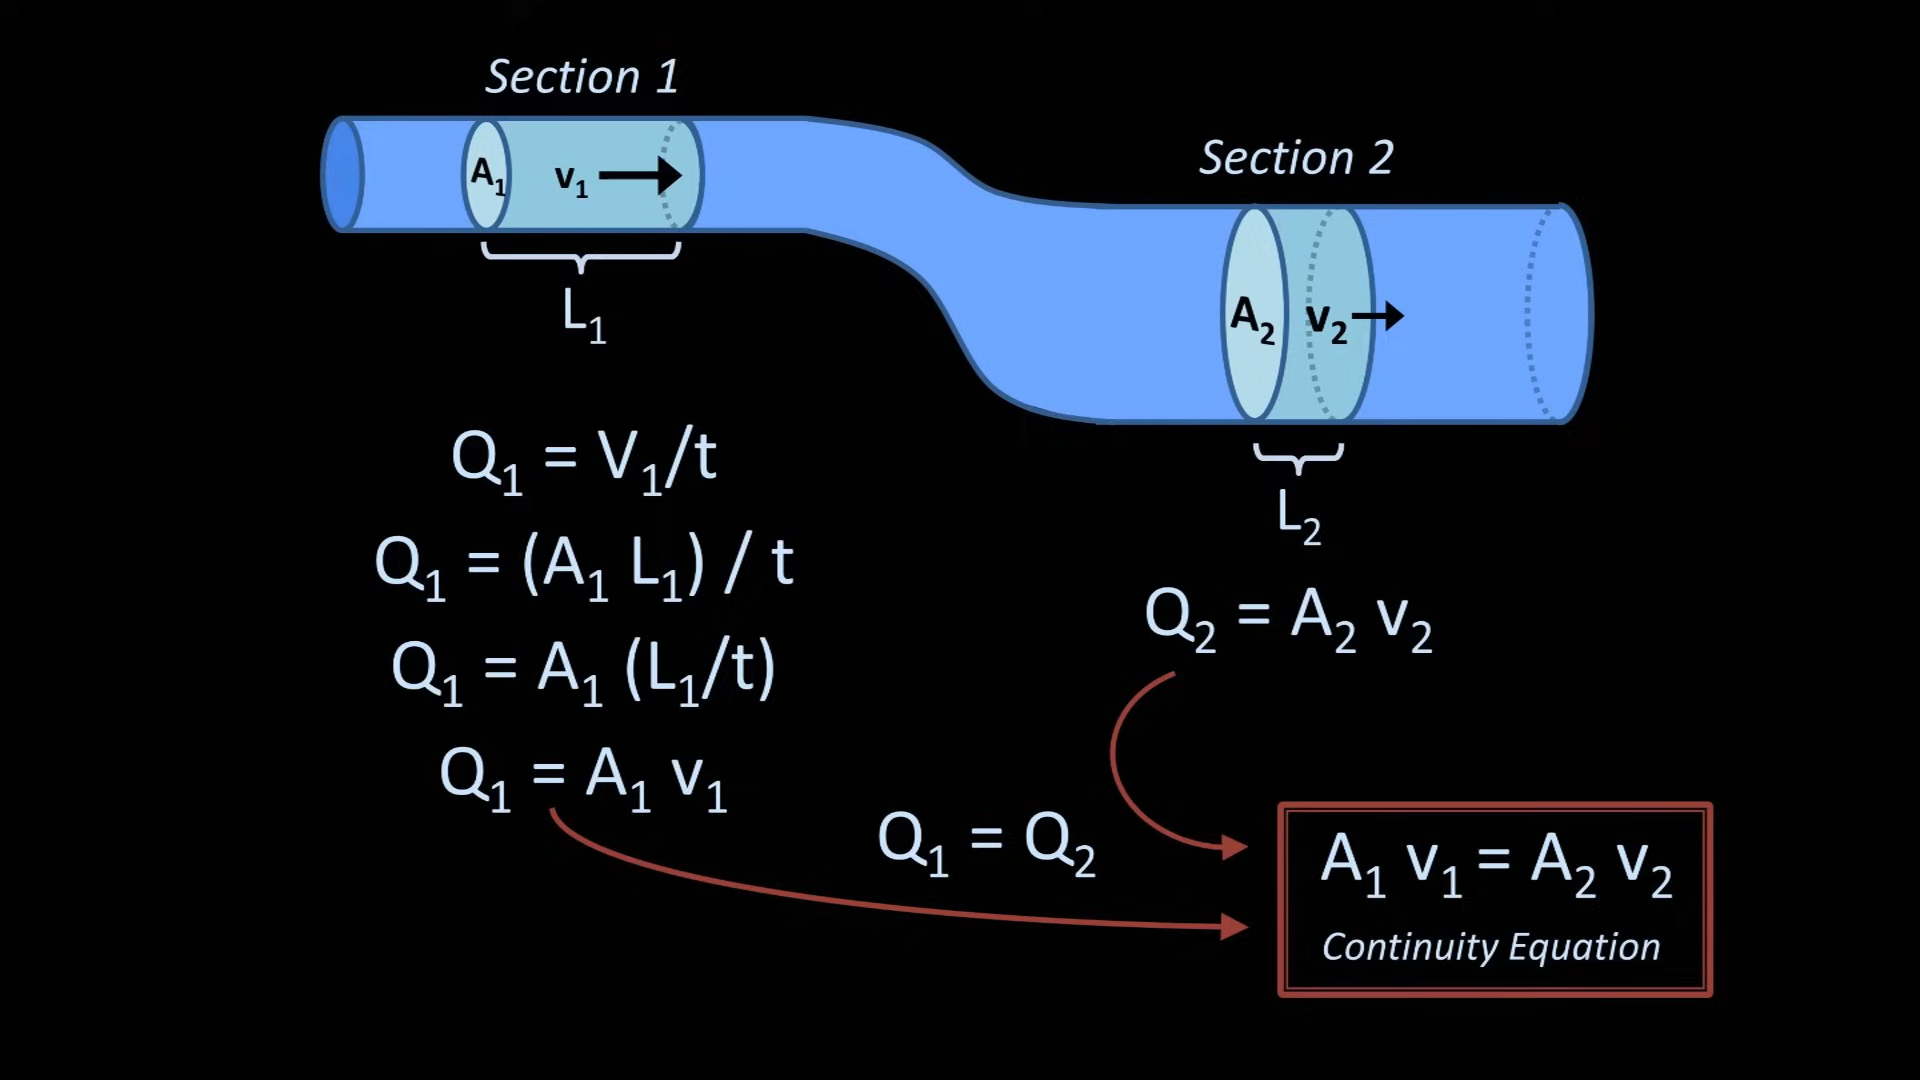 Section 1
A₁ v₁
L₁
Section 2
A₂ v₂
L₂
Q₁ = V₁/t
Q₁ = (A₁ L₁) / t
Q₁ = A₁ (L₁/t)
Q₁ = A₁ v₁
Q₂ = A₂ v₂
Q₁ = Q₂
A₁ v₁ = A₂ v₂
Continuity Equation